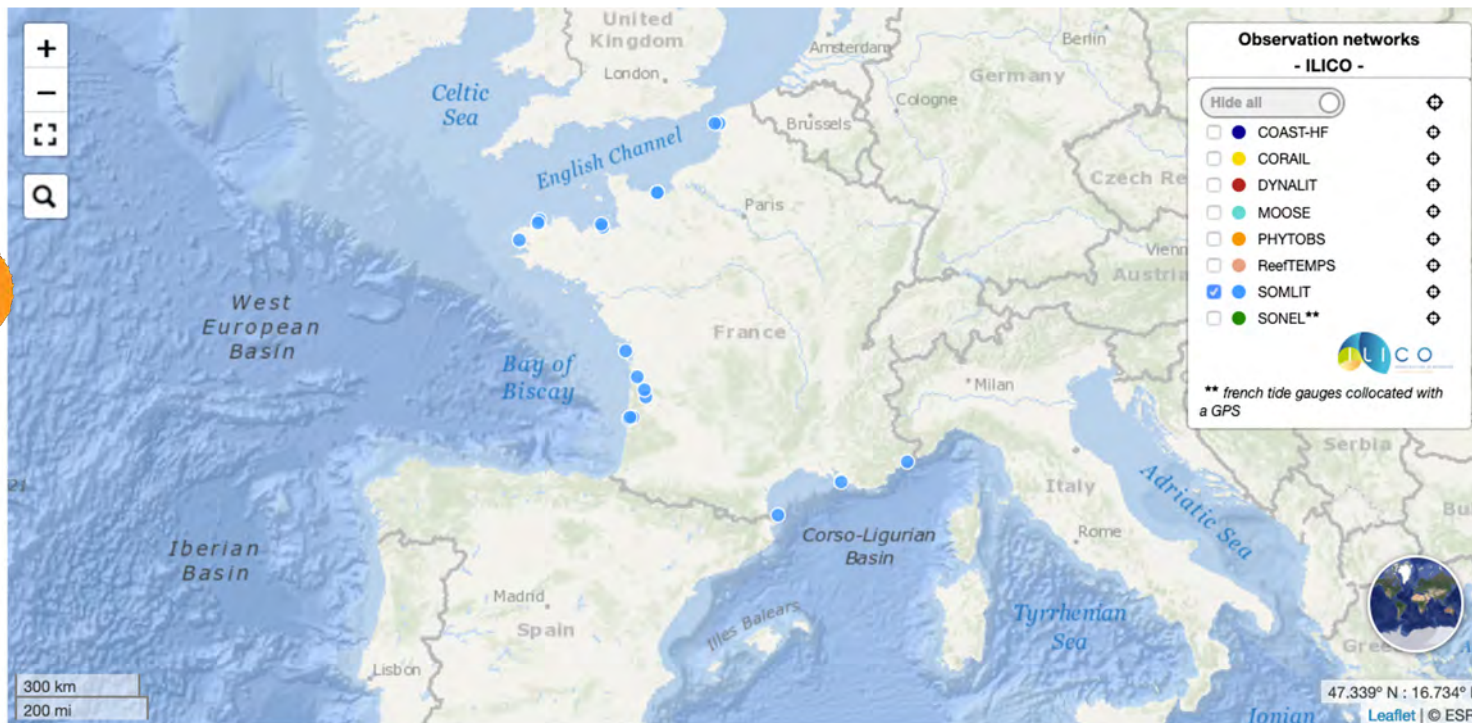 +
−
United
Kingdom
London
Amsterdam
Berlin
Germany
Cologne
Brussels
Celtic
Sea
English Channel
Paris
Czech Re
Vienn
Austria
West
European
Basin
France
Bay of
Biscay
Milan
Serbia
Italy
Adriatic Sea
Rome
Corso-Ligurian
Basin
Iberian
Basin
Madrid
Spain
Illes Balears
Tyrrhenian
Sea
Lisbon
Bu
Gree
Ionian
21
Observation networks
- ILICO -
Hide all
COAST-HF
CORAIL
DYNALIT
MOOSE
PHYTOBS
ReefTEMPS
SOMLIT
SONEL**
ILICO
** french tide gauges collocated with
a GPS
300 km
200 mi
47.339° N : 16.734°
Leaflet | © ESR